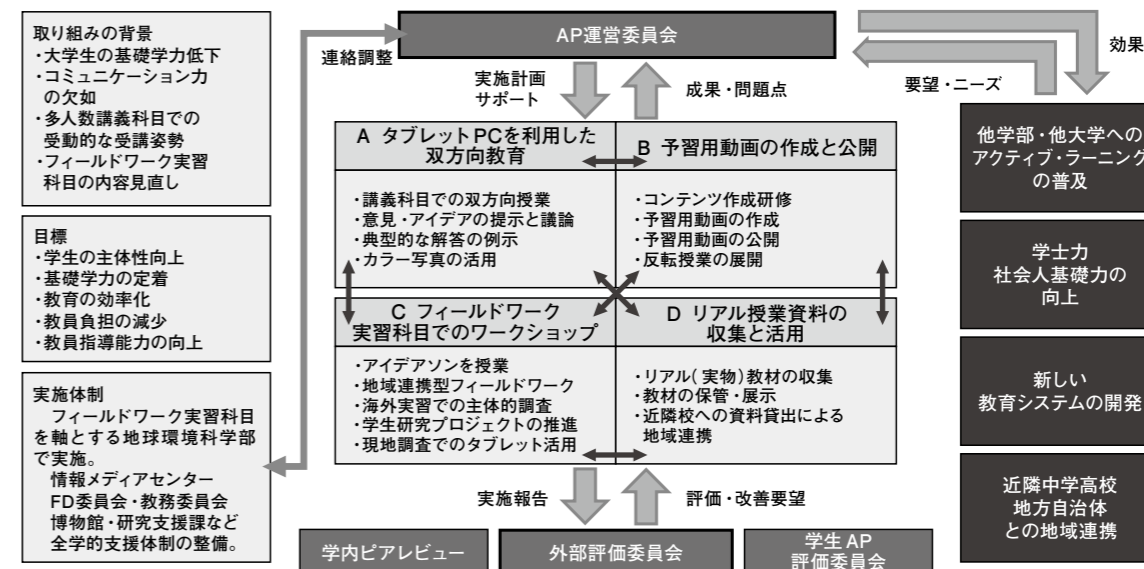 取り組みの背景
・大学生の基礎学力低下
・コミュニケーション力
の欠如
・多人数講義科目での
受動的な受講姿勢
・フィールドワーク実習
科目の内容見直し
目標
・学生の主体性向上
・基礎学力の定着
・教育の効率化
・教員負担の減少
・教員指導能力の向上
実施体制
フィールドワーク実習科目
を軸とする地球環境科学部
で実施。
情報メディアセンター
FD委員会・教務委員会
博物館・研究支援課など
全学的支援体制の整備。
連絡調整
AP運営委員会
実施計画
サポート
成果・問題点
要望・ニーズ
効果
A タブレットPCを利用した
双方向教育
・講義科目での双方向授業
・意見・アイデアの提示と議論
・典型的な解答の例示
・カラー写真の活用
B 予習用動画の作成と公開
・コンテンツ作成研修
・予習用動画の作成
・予習用動画の公開
・反転授業の展開
C フィールドワーク
実習科目でのワークショップ
・アイデアソンを授業
・地域連携型フィールドワーク
・海外実習での主体的調査
・学生研究プロジェクトの推進
・現地調査でのタブレット活用
D リアル授業資料の
収集と活用
・リアル(実物)教材の収集
・教材の保管・展示
・近隣校への資料貸出による
地域連携
実施報告
評価・改善要望
学内ピアレビュー
外部評価委員会
学生AP
評価委員会
他学部・他大学への
アクティブ・ラーニング
の普及
学士力
社会人基礎力の
向上
新しい
教育システムの開発
近隣中学高校
地方自治体
との地域連携